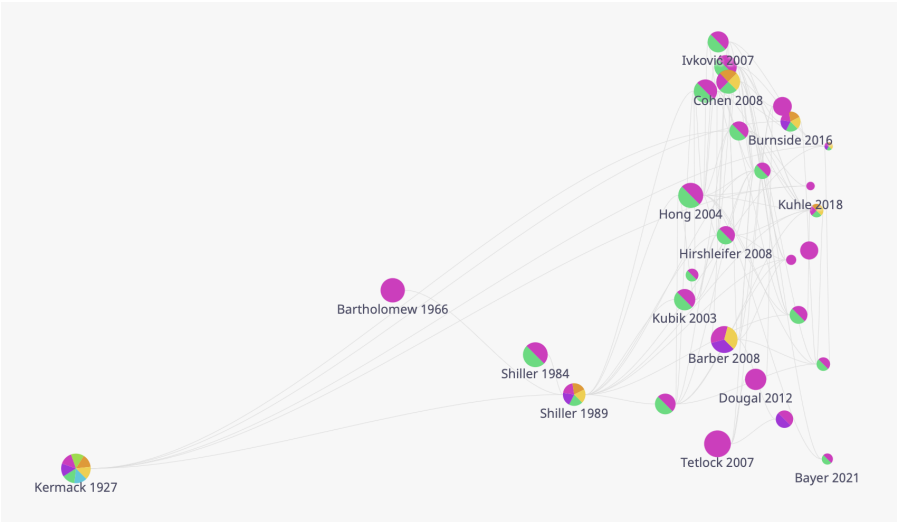 Ivković 2007
Cohen 2008
Burnside 2016
Kuhle 2018
Hong 2004
Hirshleifer 2008
Bartholomew 1966
Kubik 2003
Barber 2008
Shiller 1984
Dougal 2012
Shiller 1989
Tetlock 2007
Bayer 2021
Kermack 1927